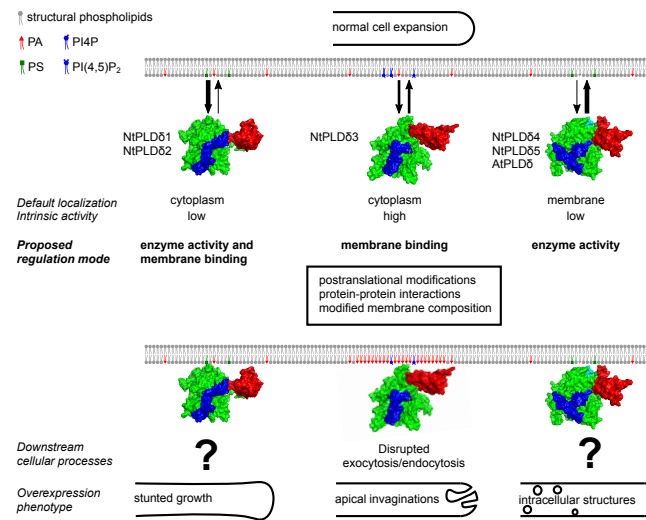 structural phospholipids
PA PI4P
PS PI(4,5)P₂
normal cell expansion
NtPLDδ1
NtPLDδ2
NtPLDδ3
NtPLDδ4
NtPLDδ5
AtPLDδ
Default localization cytoplasm cytoplasm membrane
Intrinsic activity low high low
Proposed regulation mode
enzyme activity and membrane binding
membrane binding
enzyme activity
postranslational modifications
protein-protein interactions
modified membrane composition
Downstream cellular processes
?
Disrupted
exocytosis/endocytosis
?
Overexpression phenotype
stunted growth
apical invaginations
intracellular structures